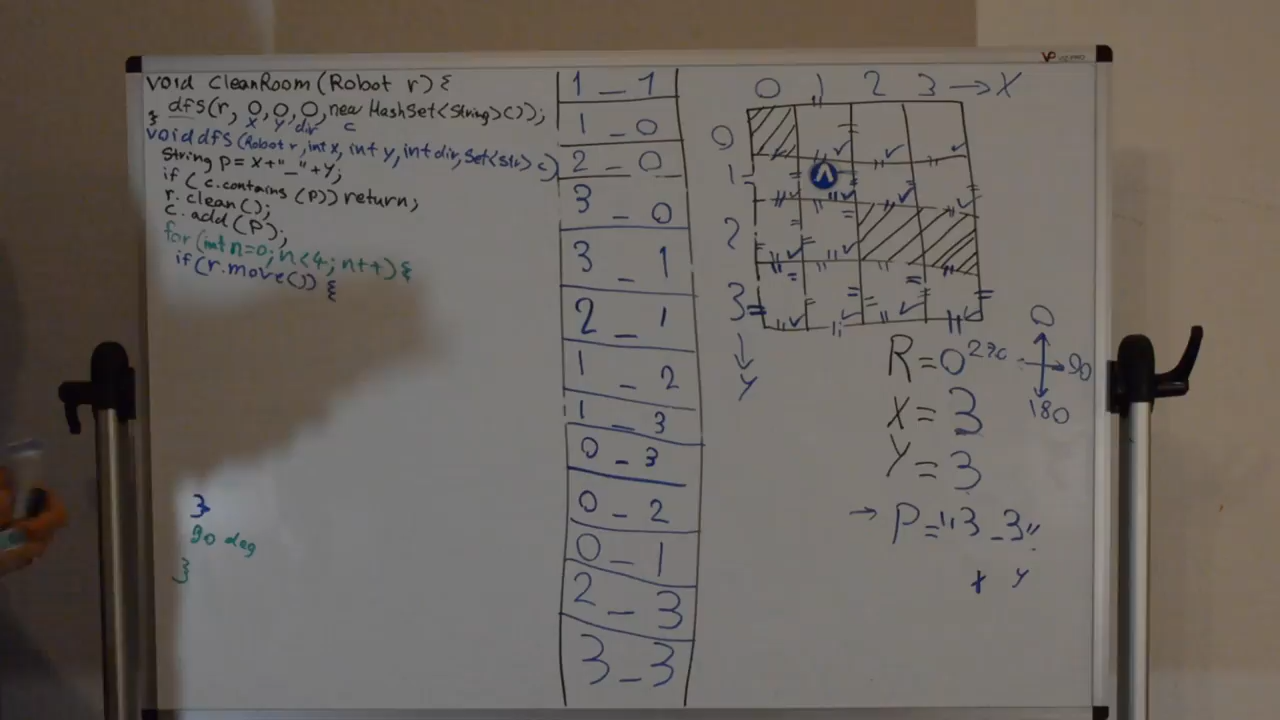 void CleanRoom(Robot r){
dfs(r, 0, 0, 0, new HashSet<String>());
x y dir c
}
void dfs(Robot r, int x, int y, int dir, Set<Str> c)
String p = x+"_"+y;
if (c.contains(p)) return;
r.clean();
c.add(p);
for (int n=0; n<4; n++){
if(r.move()) {
}
90 deg
}
1_1
1_0
2_0
3_0
3_1
2_1
1_2
1_3
0_3
0_2
0_1
2_3
3_3
0 1 2 3 → X
0
1
2
3
↓
y
R=0
X=3
Y=3
→ P="3_3"
x y
0
270
90
180